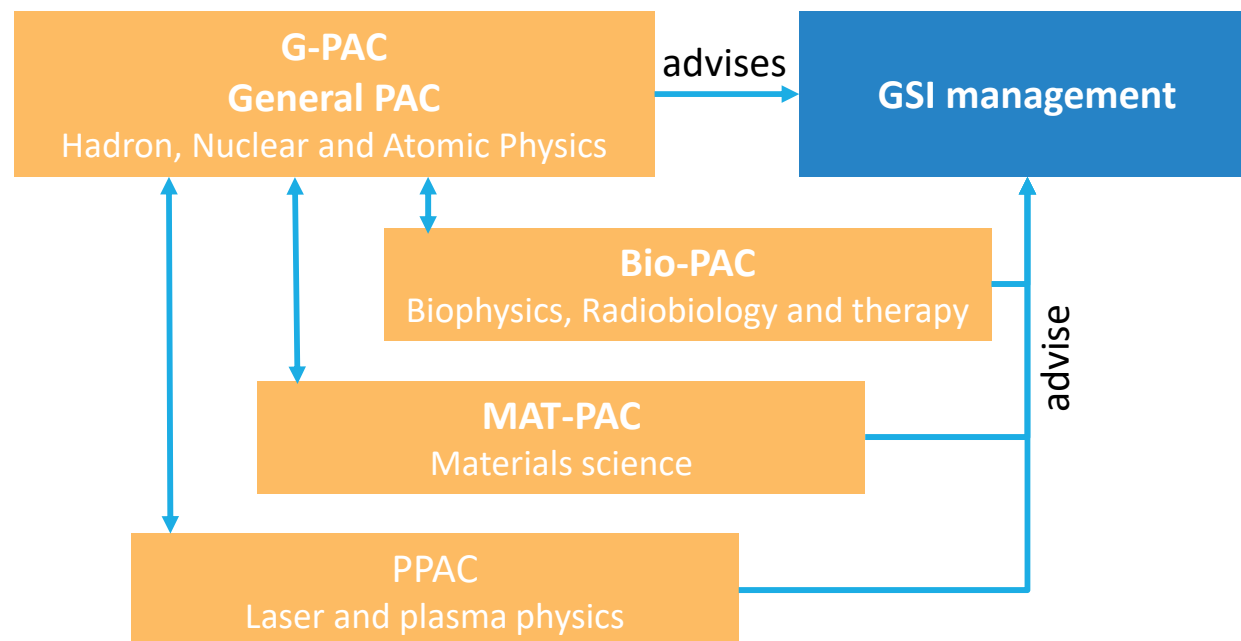 G-PAC
General PAC
Hadron, Nuclear and Atomic Physics
advises
GSI management
Bio-PAC
Biophysics, Radiobiology and therapy
advise
MAT-PAC
Materials science
PPAC
Laser and plasma physics